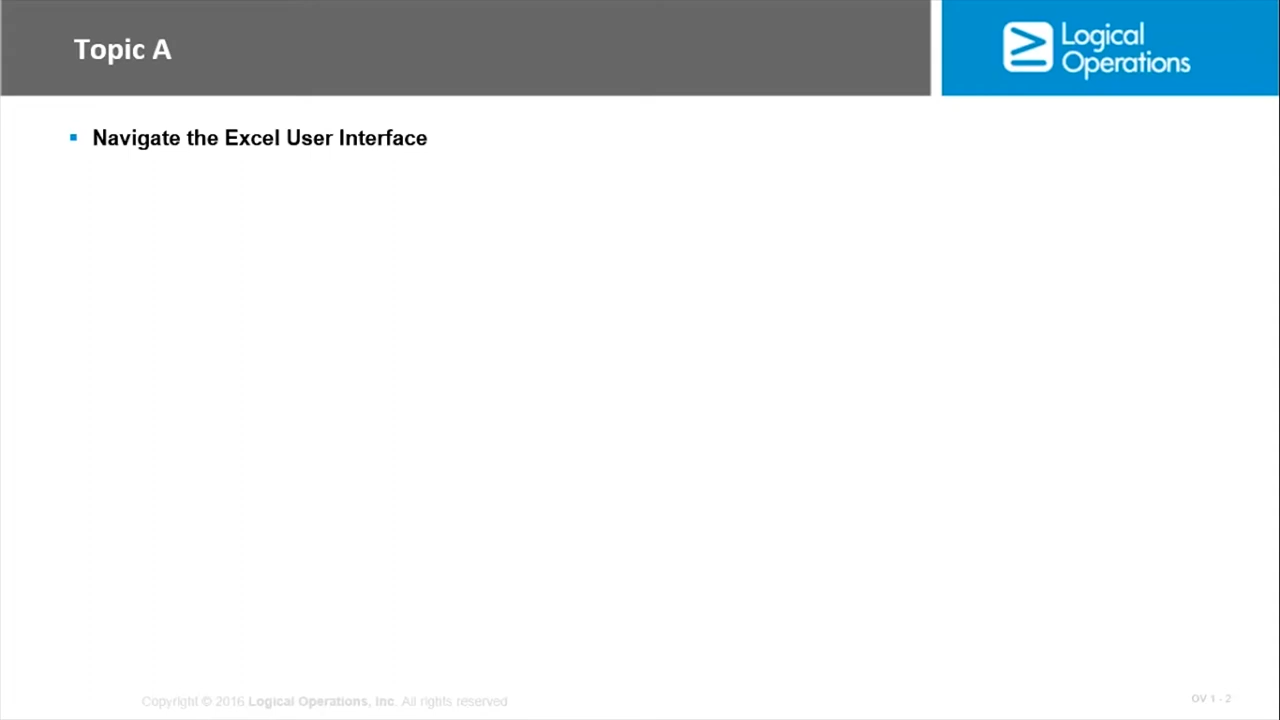 Topic A
Logical
Operations
Navigate the Excel User Interface
Copyright © 2016 Logical Operations, Inc. All rights reserved
OV 1 - 2